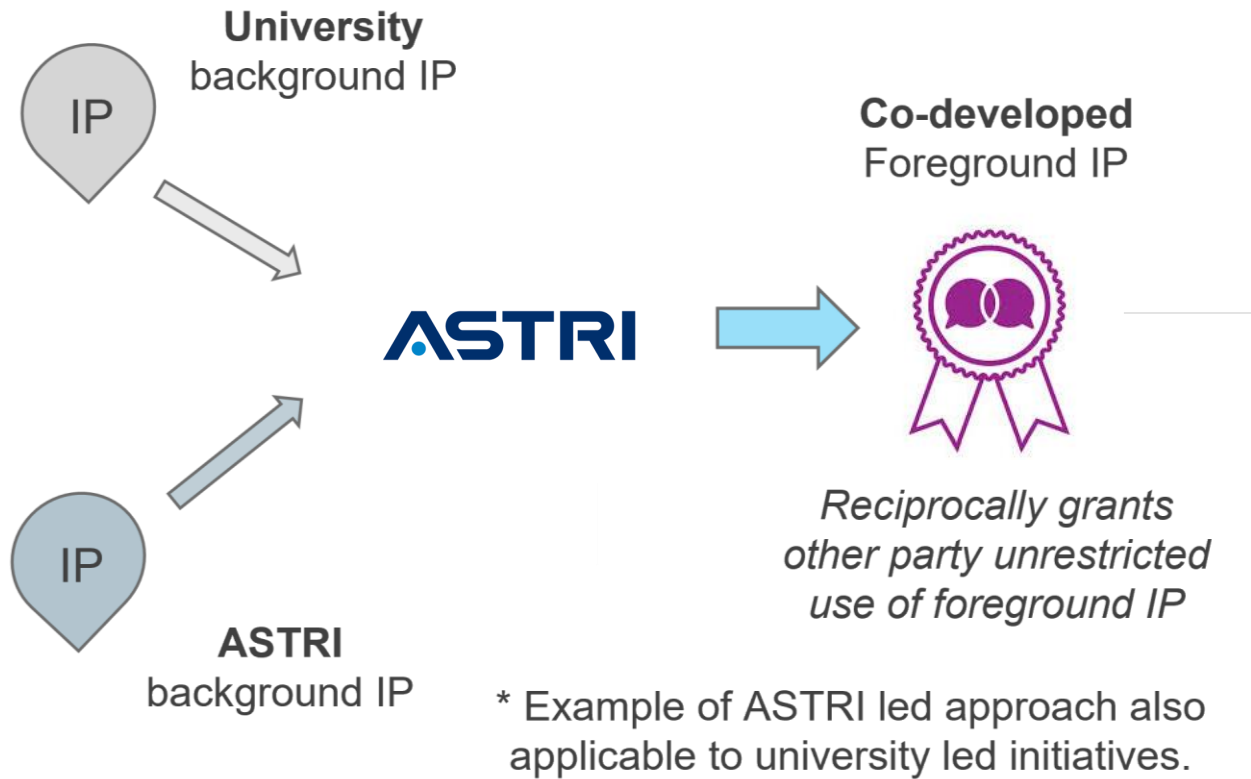 University
background IP
IP
Co-developed
Foreground IP
ASTRI
IP
ASTRI
background IP
Reciprocally grants
other party unrestricted
use of foreground IP
* Example of ASTRI led approach also
applicable to university led initiatives.